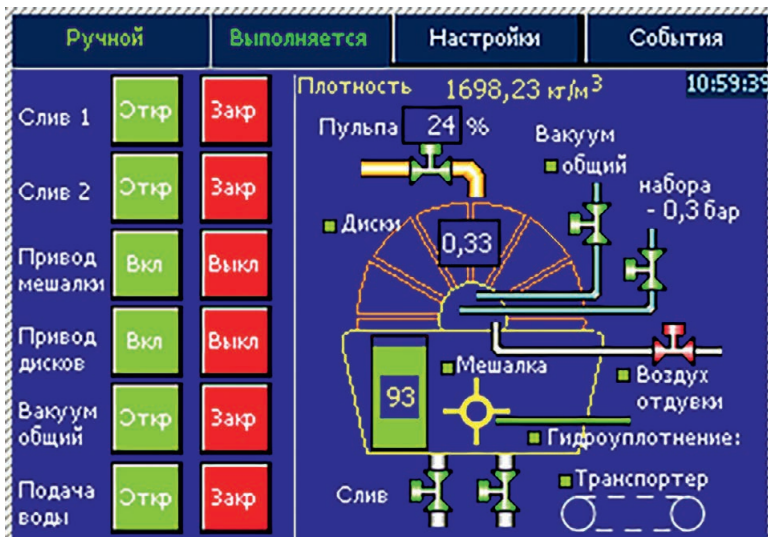 Ручной
Выполняется
Настройки
События
Слив 1
Откр
Закр
Слив 2
Откр
Закр
Привод
мешалки
Вкл
Выкл
Привод
дисков
Вкл
Выкл
Вакуум
общий
Откр
Закр
Подача
воды
Откр
Закр
Плотность 1698,23 кг/м3
10:59:39
Пульпа 24 %
Вакуум
общий
набора
- 0,3 бар
Диски
0,33
Мешалка
93
Воздух
отдувки
Гидроуплотнение:
Слив
Транспортер